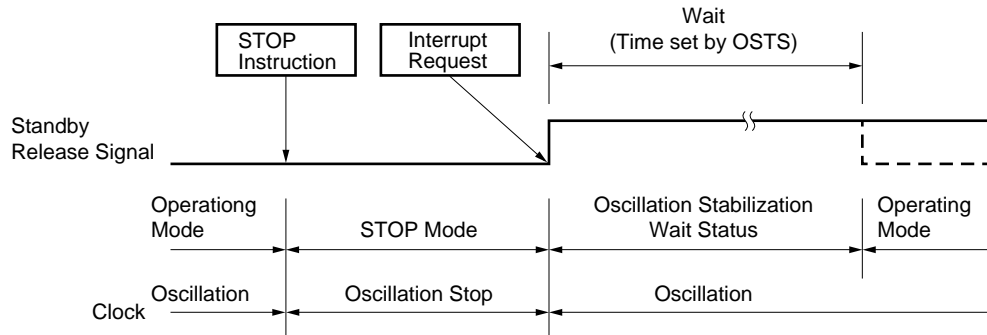 Wait
(Time set by OSTS)
STOP
Instruction
Interrupt
Request
Standby
Release Signal
Operationg
Mode
STOP Mode
Oscillation Stabilization
Wait Status
Operating
Mode
Clock
Oscillation
Oscillation Stop
Oscillation